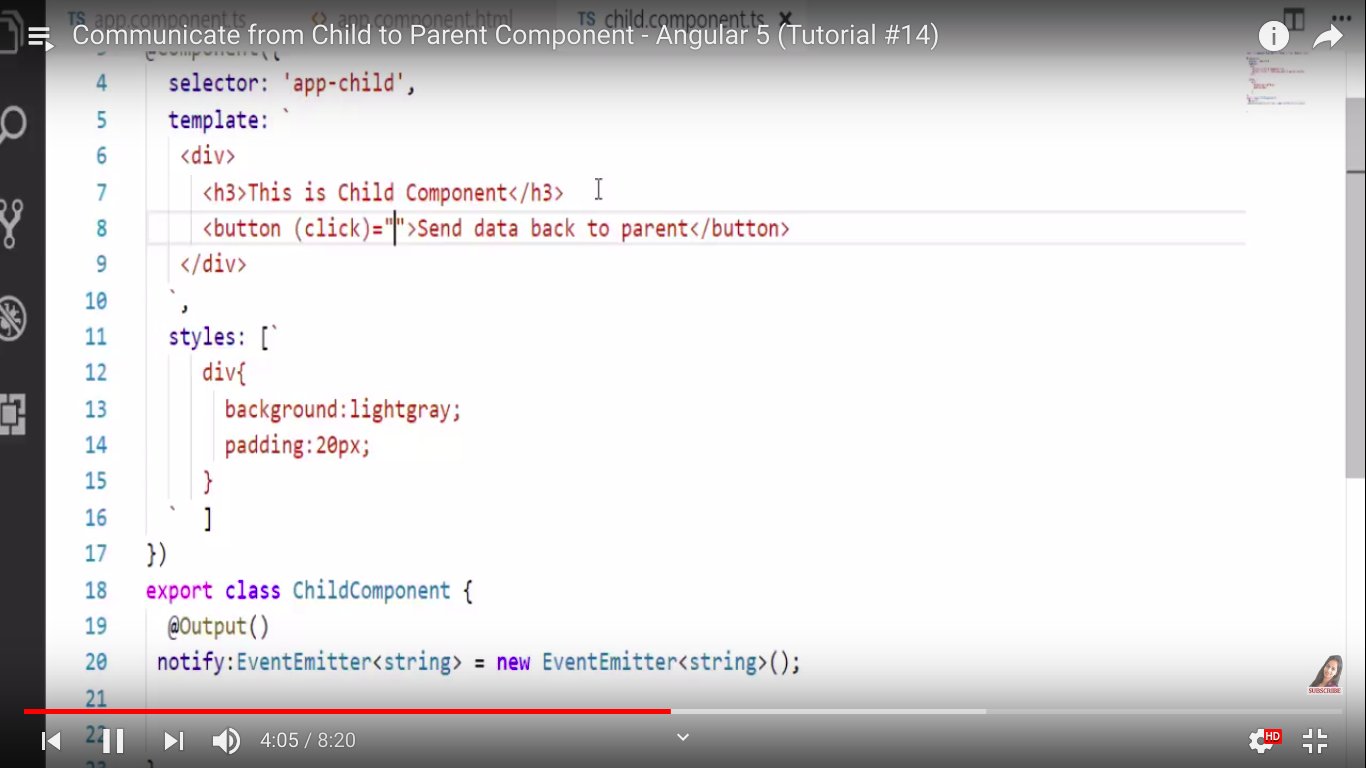 TS app.component.ts app.component.html TS child.component.ts
Communicate from Child to Parent Component - Angular 5 (Tutorial #14)
3 @Component({
4 selector: 'app-child',
5 template: `
6 <div>
7 <h3>This is Child Component</h3>
8 <button (click)="">Send data back to parent</button>
9 </div>
10 `,
11 styles: [`
12 div{
13 background:lightgray;
14 padding:20px;
15 }
16 ` ]
17 })
18 export class ChildComponent {
19 @Output()
20 notify:EventEmitter<string> = new EventEmitter<string>();
21
22
23 }
SUBSCRIBE
4:05 / 8:20
HD